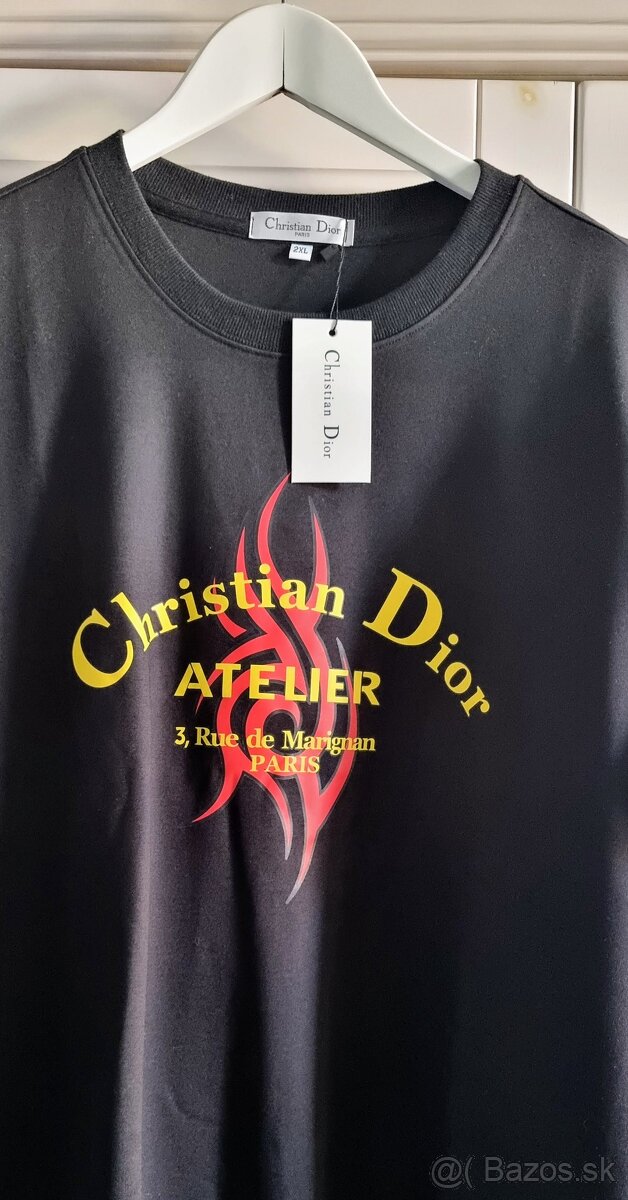 Christian Dior
PARIS
2XL
Christian Dior
Christian Dior
ATELIER
3, Rue de Marignan
PARIS
@( Bazos.sk